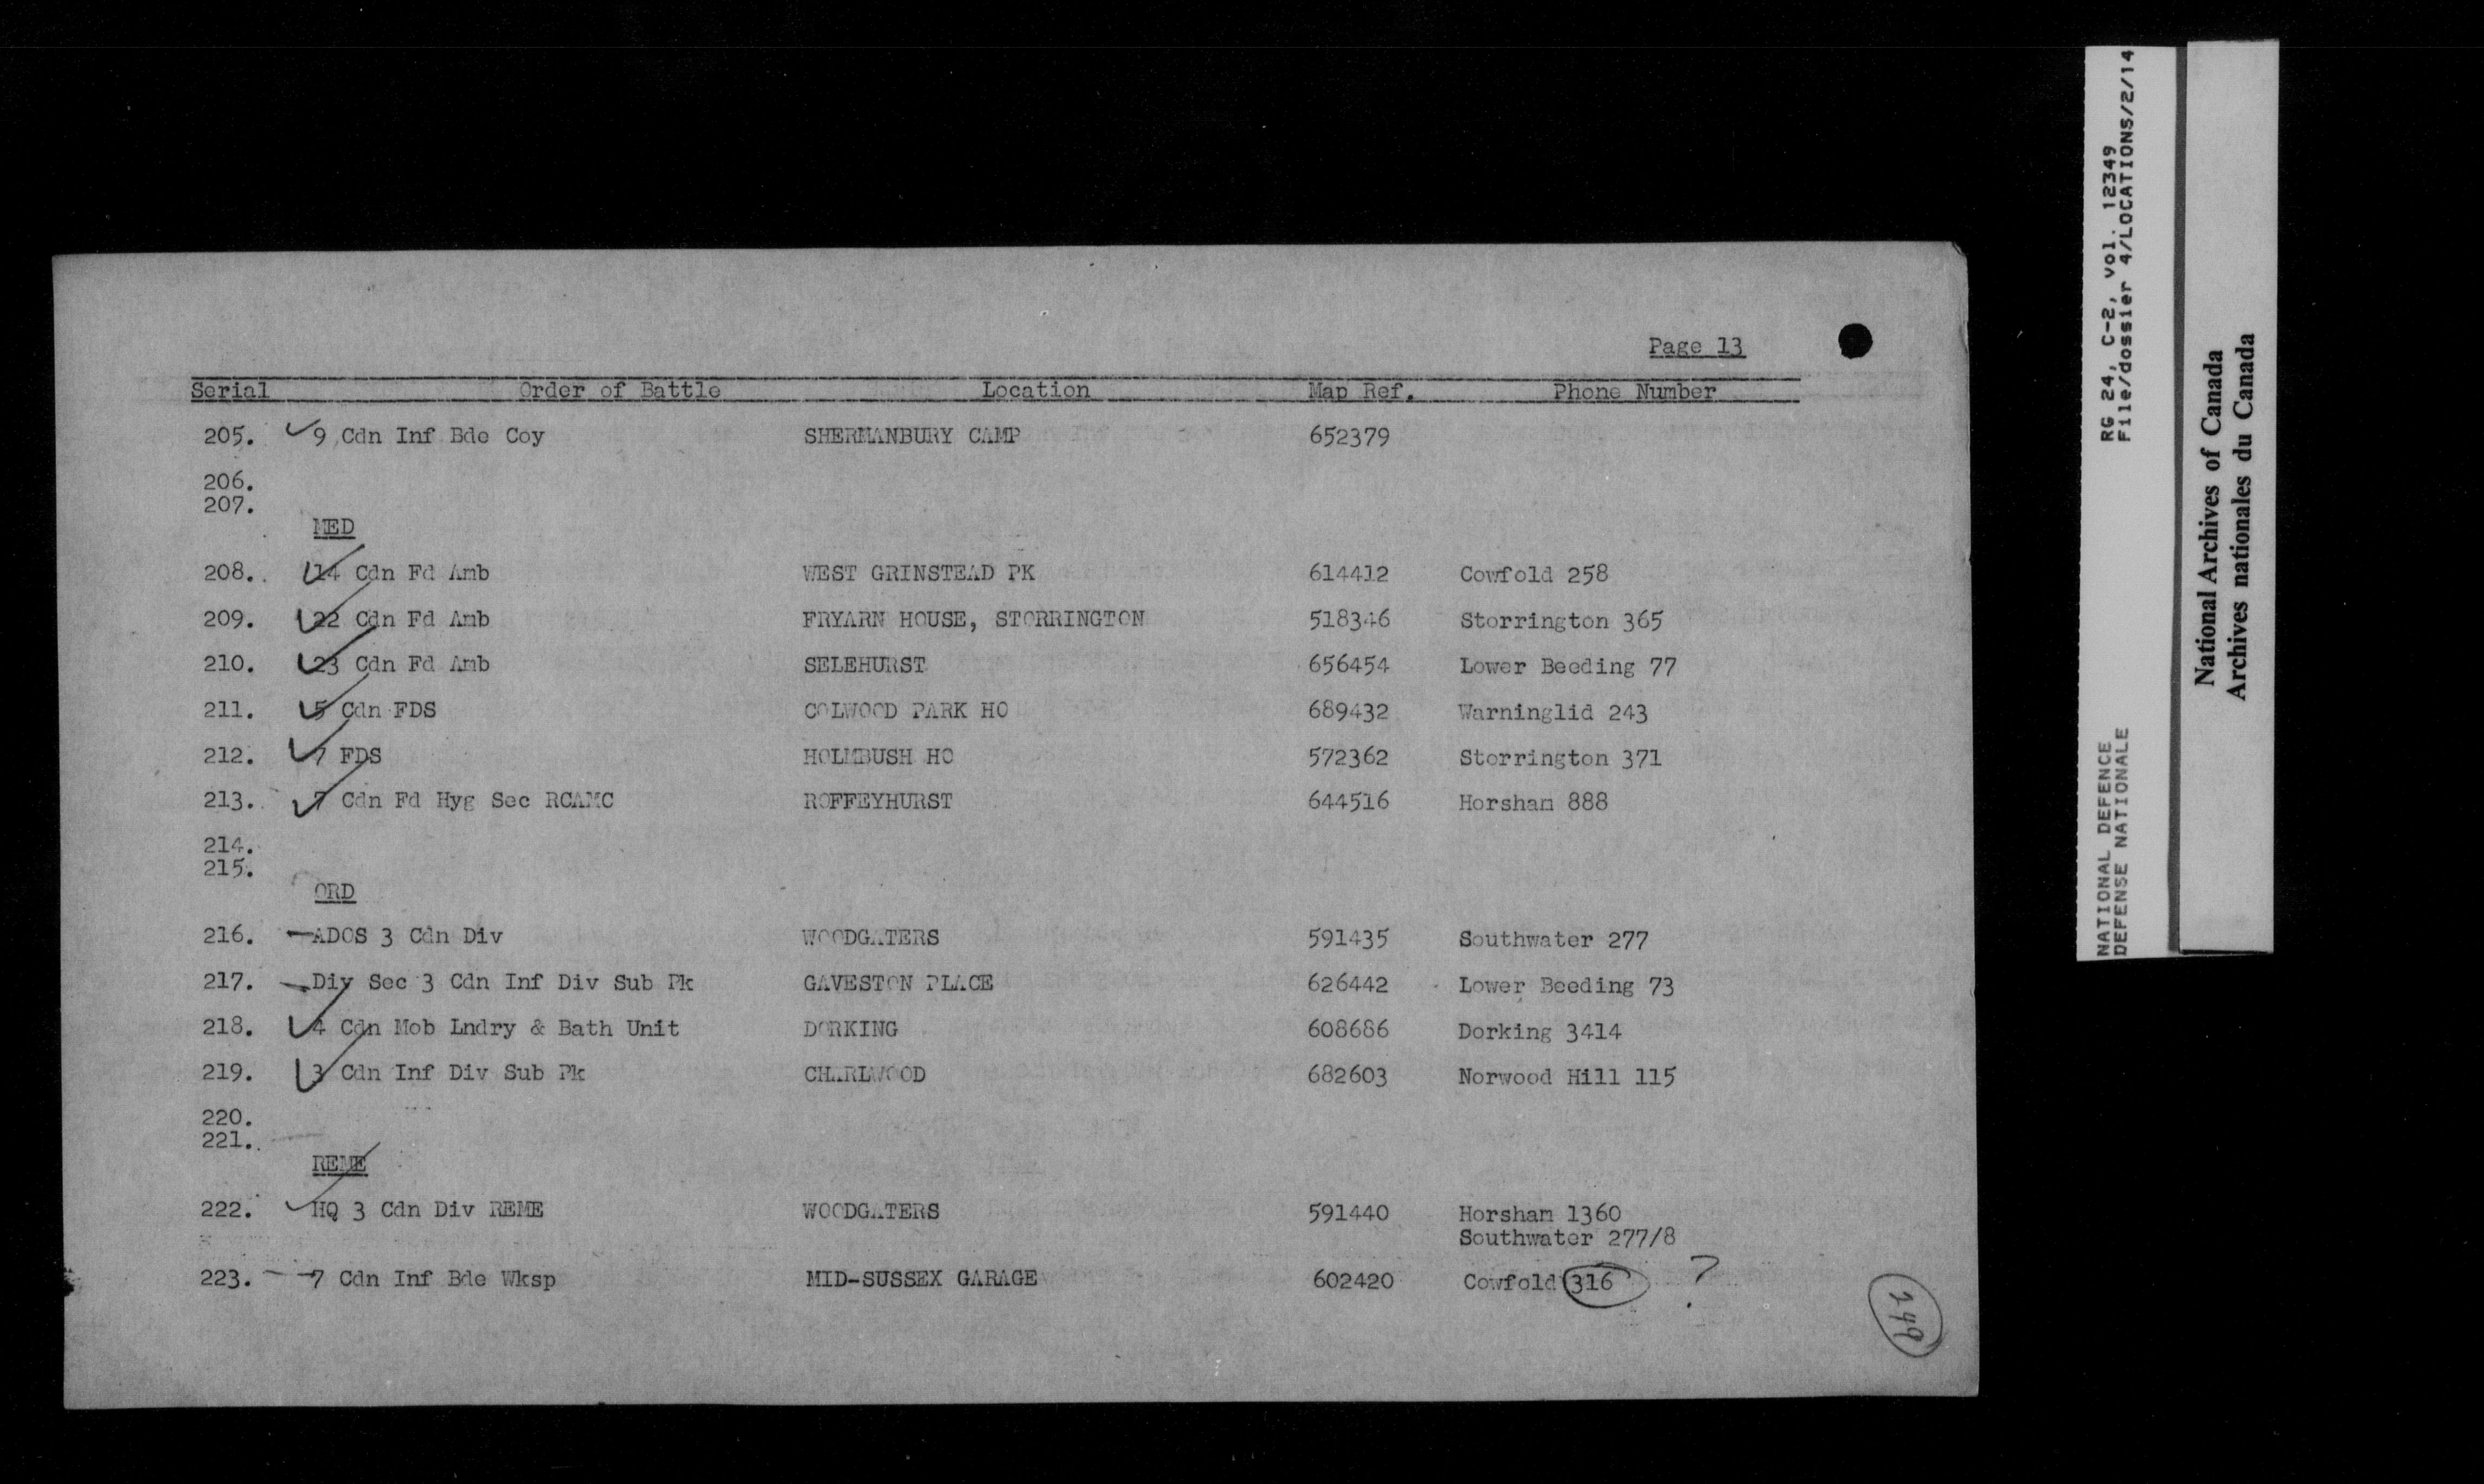 Page 13
Serial Order of Battle Location Map Ref. Phone Number
205. 9 Cdn Inf Bde Coy SHERMANBURY CAMP 652379
206.
207.
MED
208. 14 Cdn Fd Amb WEST GRINSTEAD PK 614412 Cowfold 258
209. 22 Cdn Fd Amb FRYARN HOUSE, STORRINGTON 518346 Storrington 365
210. 23 Cdn Fd Amb SELEHURST 656454 Lower Beeding 77
211. 5 Cdn FDS COLWOOD PARK HO 689432 Warninglid 243
212. 7 FDS HOLMBUSH HO 572362 Storrington 371
213. 7 Cdn Fd Hyg Sec RCAMC ROFFEYHURST 644516 Horsham 888
214.
215.
ORD
216. ADOS 3 Cdn Div WOODGATERS 591435 Southwater 277
217. Div Sec 3 Cdn Inf Div Sub Pk GAVESTON PLACE 626442 Lower Beeding 73
218. 4 Cdn Mob Lndry & Bath Unit DORKING 608686 Dorking 3414
219. 3 Cdn Inf Div Sub Pk CHARLWOOD 682603 Norwood Hill 115
220.
221.
REME
222. HQ 3 Cdn Div REME WOODGATERS 591440 Horsham 1360
Southwater 277/8
223. 7 Cdn Inf Bde Wksp MID-SUSSEX GARAGE 602420 Cowfold 316 ?
249
RG 24, C-2, vol. 12349
File/dossier 4/LOCATIONS/2/14
NATIONAL DEFENCE
DEFENSE NATIONALE
National Archives of Canada
Archives nationales du Canada